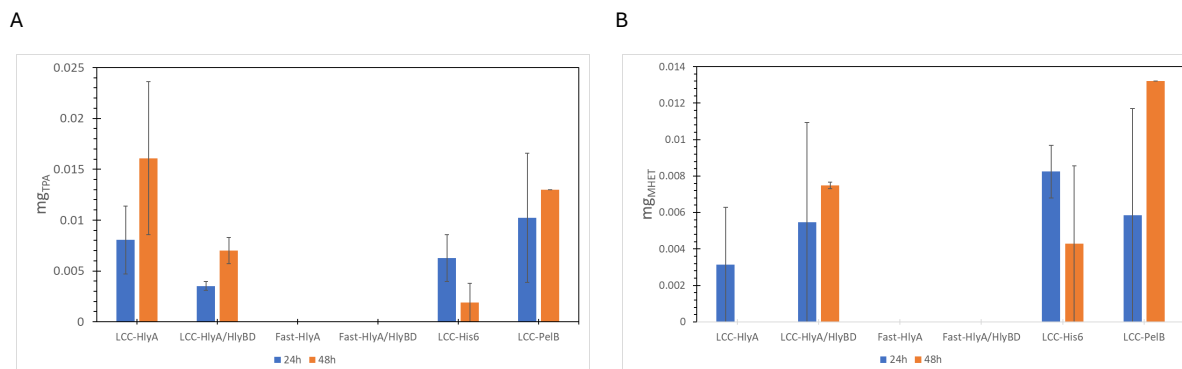 A
B
mgTPA
0.025
0.02
0.015
0.01
0.005
0
LCC-HlyA
LCC-HlyA/HlyBD
Fast-HlyA
Fast-HlyA/HlyBD
LCC-His6
LCC-PelB
24h
48h
mgMHET
0.014
0.012
0.01
0.008
0.006
0.004
0.002
0
LCC-HlyA
LCC-HlyA/HlyBD
Fast-HlyA
Fast-HlyA/HlyBD
LCC-His6
LCC-PelB
24h
48h